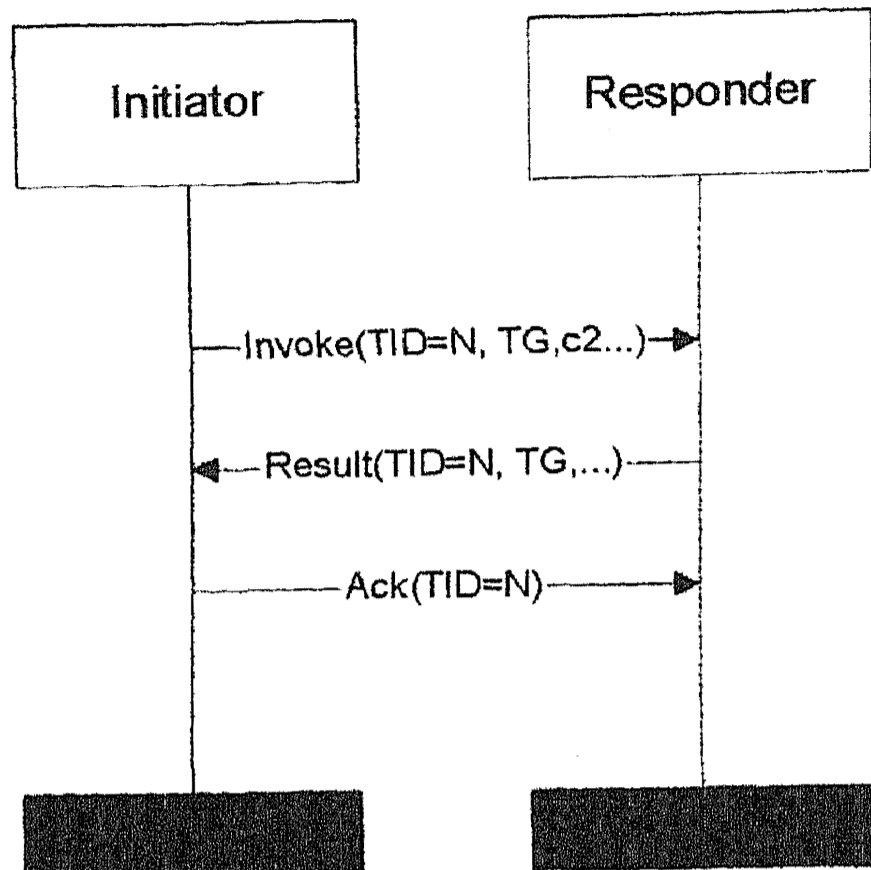 Initiator
Responder
Invoke(TID=N, TG,c2...)
Result(TID=N, TG,...)
Ack(TID=N)